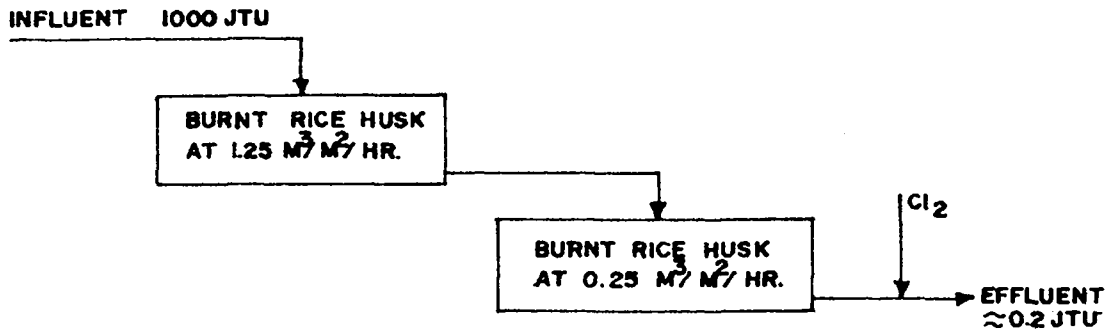 INFLUENT 1000 JTU
BURNT RICE HUSK
AT 1.25 M³/M²/HR.
BURNT RICE HUSK
AT 0.25 M³/M²/HR.
Cl₂
EFFLUENT
≈0.2 JTU